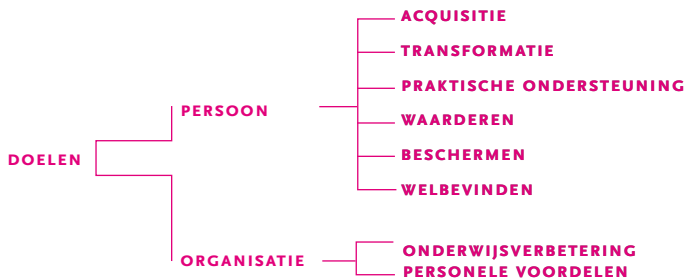 DOELEN
PERSOON
ACQUISITIE
TRANSFORMATIE
PRAKTISCHE ONDERSTEUNING
WAARDEREN
BESCHERMEN
WELBEVINDEN
ORGANISATIE
ONDERWIJSVERBETERING
PERSONELE VOORDELEN